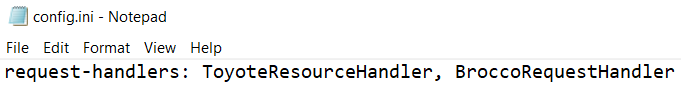 config.ini - Notepad
File Edit Format View Help
request-handlers: ToyoteResourceHandler, BroccoRequestHandler